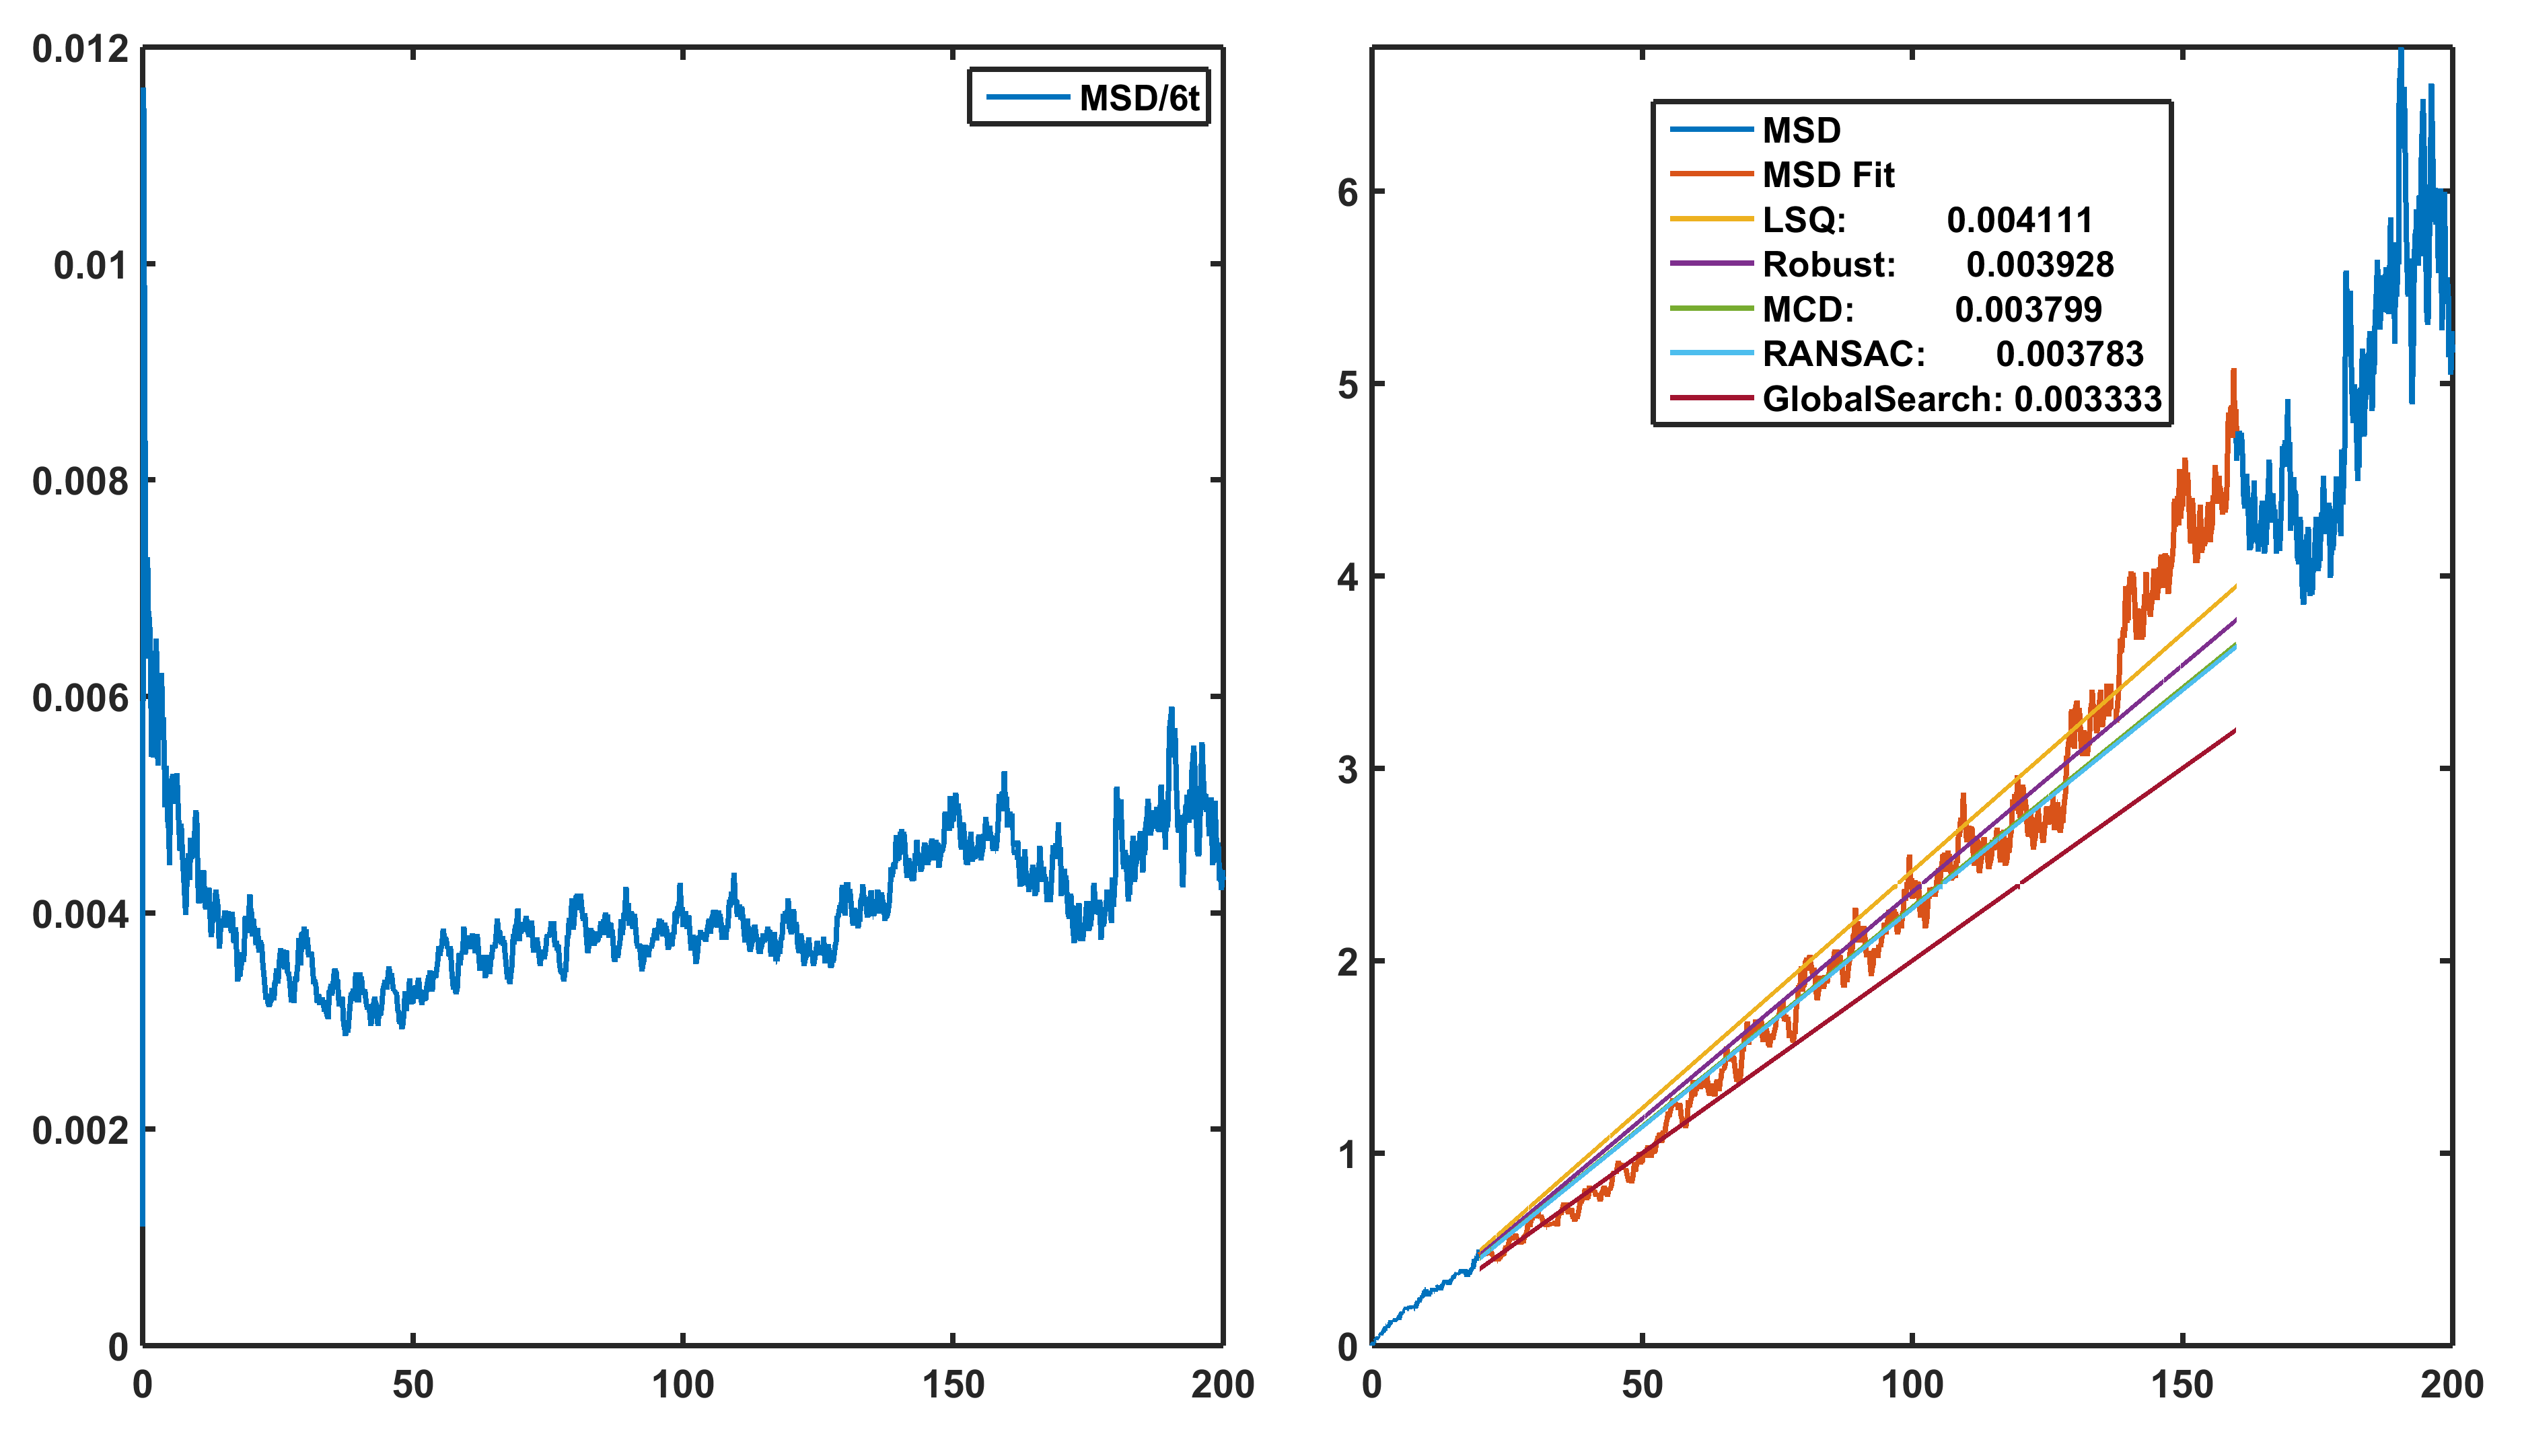 0.012
0.01
0.008
0.006
0.004
0.002
0
0 50 100 150 200
MSD/6t
6
5
4
3
2
1
0
0 50 100 150 200
MSD
MSD Fit
LSQ: 0.004111
Robust: 0.003928
MCD: 0.003799
RANSAC: 0.003783
GlobalSearch: 0.003333